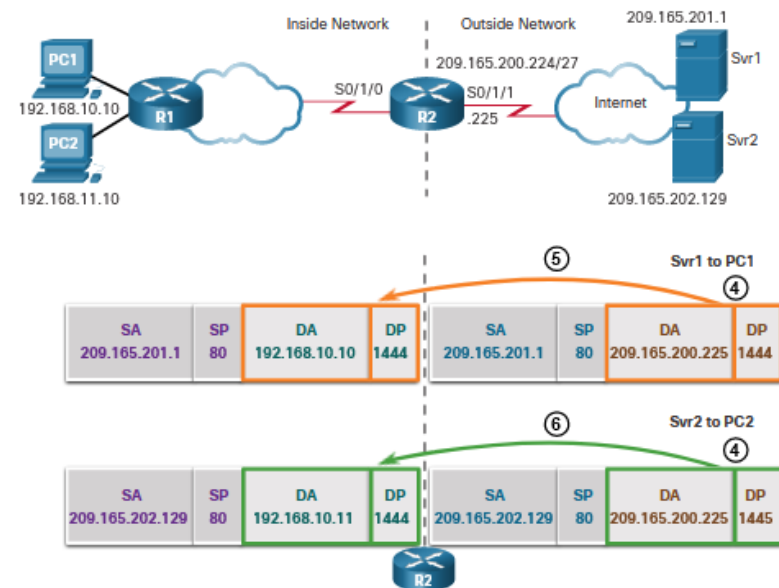 Inside Network
Outside Network
209.165.201.1
PC1
209.165.200.224/27
Svr1
S0/1/0
S0/1/1
Internet
192.168.10.10
R1
R2
.225
PC2
Svr2
192.168.11.10
209.165.202.129
Svr1 to PC1
5
4
SA SP DA DP SA SP DA DP
209.165.201.1 80 192.168.10.10 1444 209.165.201.1 80 209.165.200.225 1444
Svr2 to PC2
6
4
SA SP DA DP SA SP DA DP
209.165.202.129 80 192.168.10.11 1444 209.165.202.129 80 209.165.200.225 1445
R2